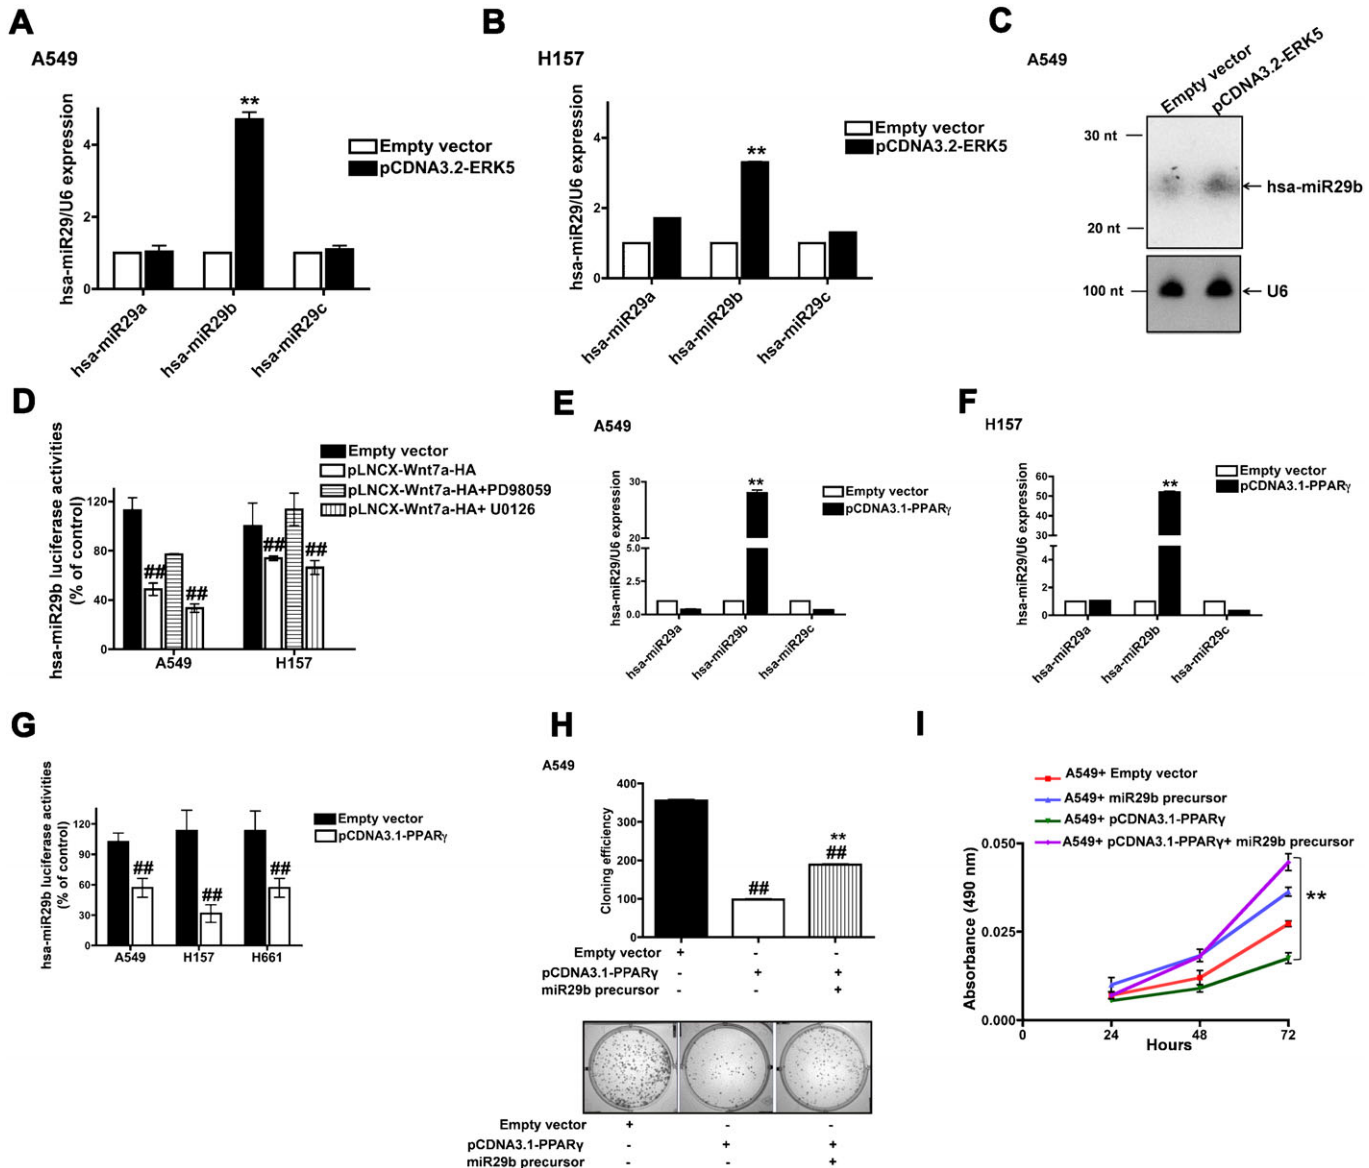 A
A549
hsa-miR29/U6 expression
4
2
0
**
Empty vector
pCDNA3.2-ERK5
hsa-miR29a
hsa-miR29b
hsa-miR29c
B
H157
hsa-miR29/U6 expression
4
2
0
**
Empty vector
pCDNA3.2-ERK5
hsa-miR29a
hsa-miR29b
hsa-miR29c
C
A549
Empty vector
pCDNA3.2-ERK5
30 nt
hsa-miR29b
20 nt
100 nt
U6
D
hsa-miR29b luciferase activities
(% of control)
120
80
40
0
Empty vector
pLNCX-Wnt7a-HA
pLNCX-Wnt7a-HA+PD98059
pLNCX-Wnt7a-HA+ U0126
##
##
##
##
A549
H157
E
A549
hsa-miR29/U6 expression
30
20
5.0
2.5
0.0
**
Empty vector
pCDNA3.1-PPARγ
hsa-miR29a
hsa-miR29b
hsa-miR29c
F
H157
hsa-miR29/U6 expression
60
50
40
30
4
2
0
**
Empty vector
pCDNA3.1-PPARγ
hsa-miR29a
hsa-miR29b
hsa-miR29c
G
hsa-miR29b luciferase activities
(% of control)
120
90
60
30
0
Empty vector
pCDNA3.1-PPARγ
##
##
##
A549
H157
H661
H
A549
Cloning efficiency
400
300
200
100
0
##
**
##
Empty vector + - -
pCDNA3.1-PPARγ - + +
miR29b precursor - - +
Empty vector + - -
pCDNA3.1-PPARγ - + +
miR29b precursor - - +
I
A549+ Empty vector
A549+ miR29b precursor
A549+ pCDNA3.1-PPARγ
A549+ pCDNA3.1-PPARγ+ miR29b precursor
Absorbance (490 nm)
0.050
0.025
0.000
**
0
24
48
72
Hours